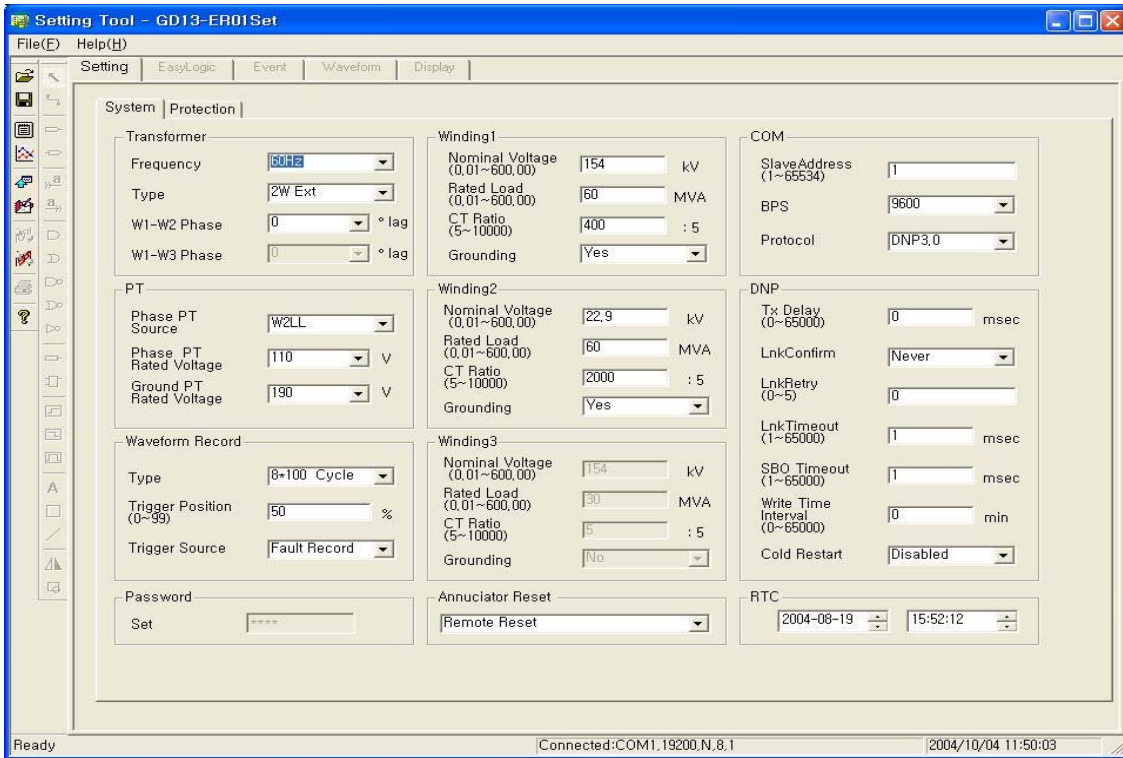 Setting Tool - GD13-ER01Set
File(F) Help(H)
Setting EasyLogic Event Waveform Display
System Protection
Transformer
Frequency 60Hz
Type 2W Ext
W1-W2 Phase 0 ° lag
W1-W3 Phase 0 ° lag
PT
Phase PT
Source W2LL
Phase PT
Rated Voltage 110 V
Ground PT
Rated Voltage 190 V
Waveform Record
Type 8*100 Cycle
Trigger Position
(0~99) 50 %
Trigger Source Fault Record
Password
Set ****
Winding1
Nominal Voltage
(0,01~600,00) 154 kV
Rated Load
(0,01~600,00) 60 MVA
CT Ratio
(5~10000) 400 : 5
Grounding Yes
Winding2
Nominal Voltage
(0,01~600,00) 22,9 kV
Rated Load
(0,01~600,00) 60 MVA
CT Ratio
(5~10000) 2000 : 5
Grounding Yes
Winding3
Nominal Voltage
(0,01~600,00) 154 kV
Rated Load
(0,01~600,00) 30 MVA
CT Ratio
(5~10000) 5 : 5
Grounding No
Annuciator Reset
Remote Reset
COM
SlaveAddress
(1~65534) 1
BPS 9600
Protocol DNP3,0
DNP
Tx Delay
(0~65000) 0 msec
LnkConfirm Never
LnkRetry
(0~5) 0
LnkTimeout
(1~65000) 1 msec
SBO Timeout
(1~65000) 1 msec
Write Time
Interval
(0~65000) 0 min
Cold Restart Disabled
RTC
2004-08-19 15:52:12
Ready Connected:COM1,19200,N,8,1 2004/10/04 11:50:03